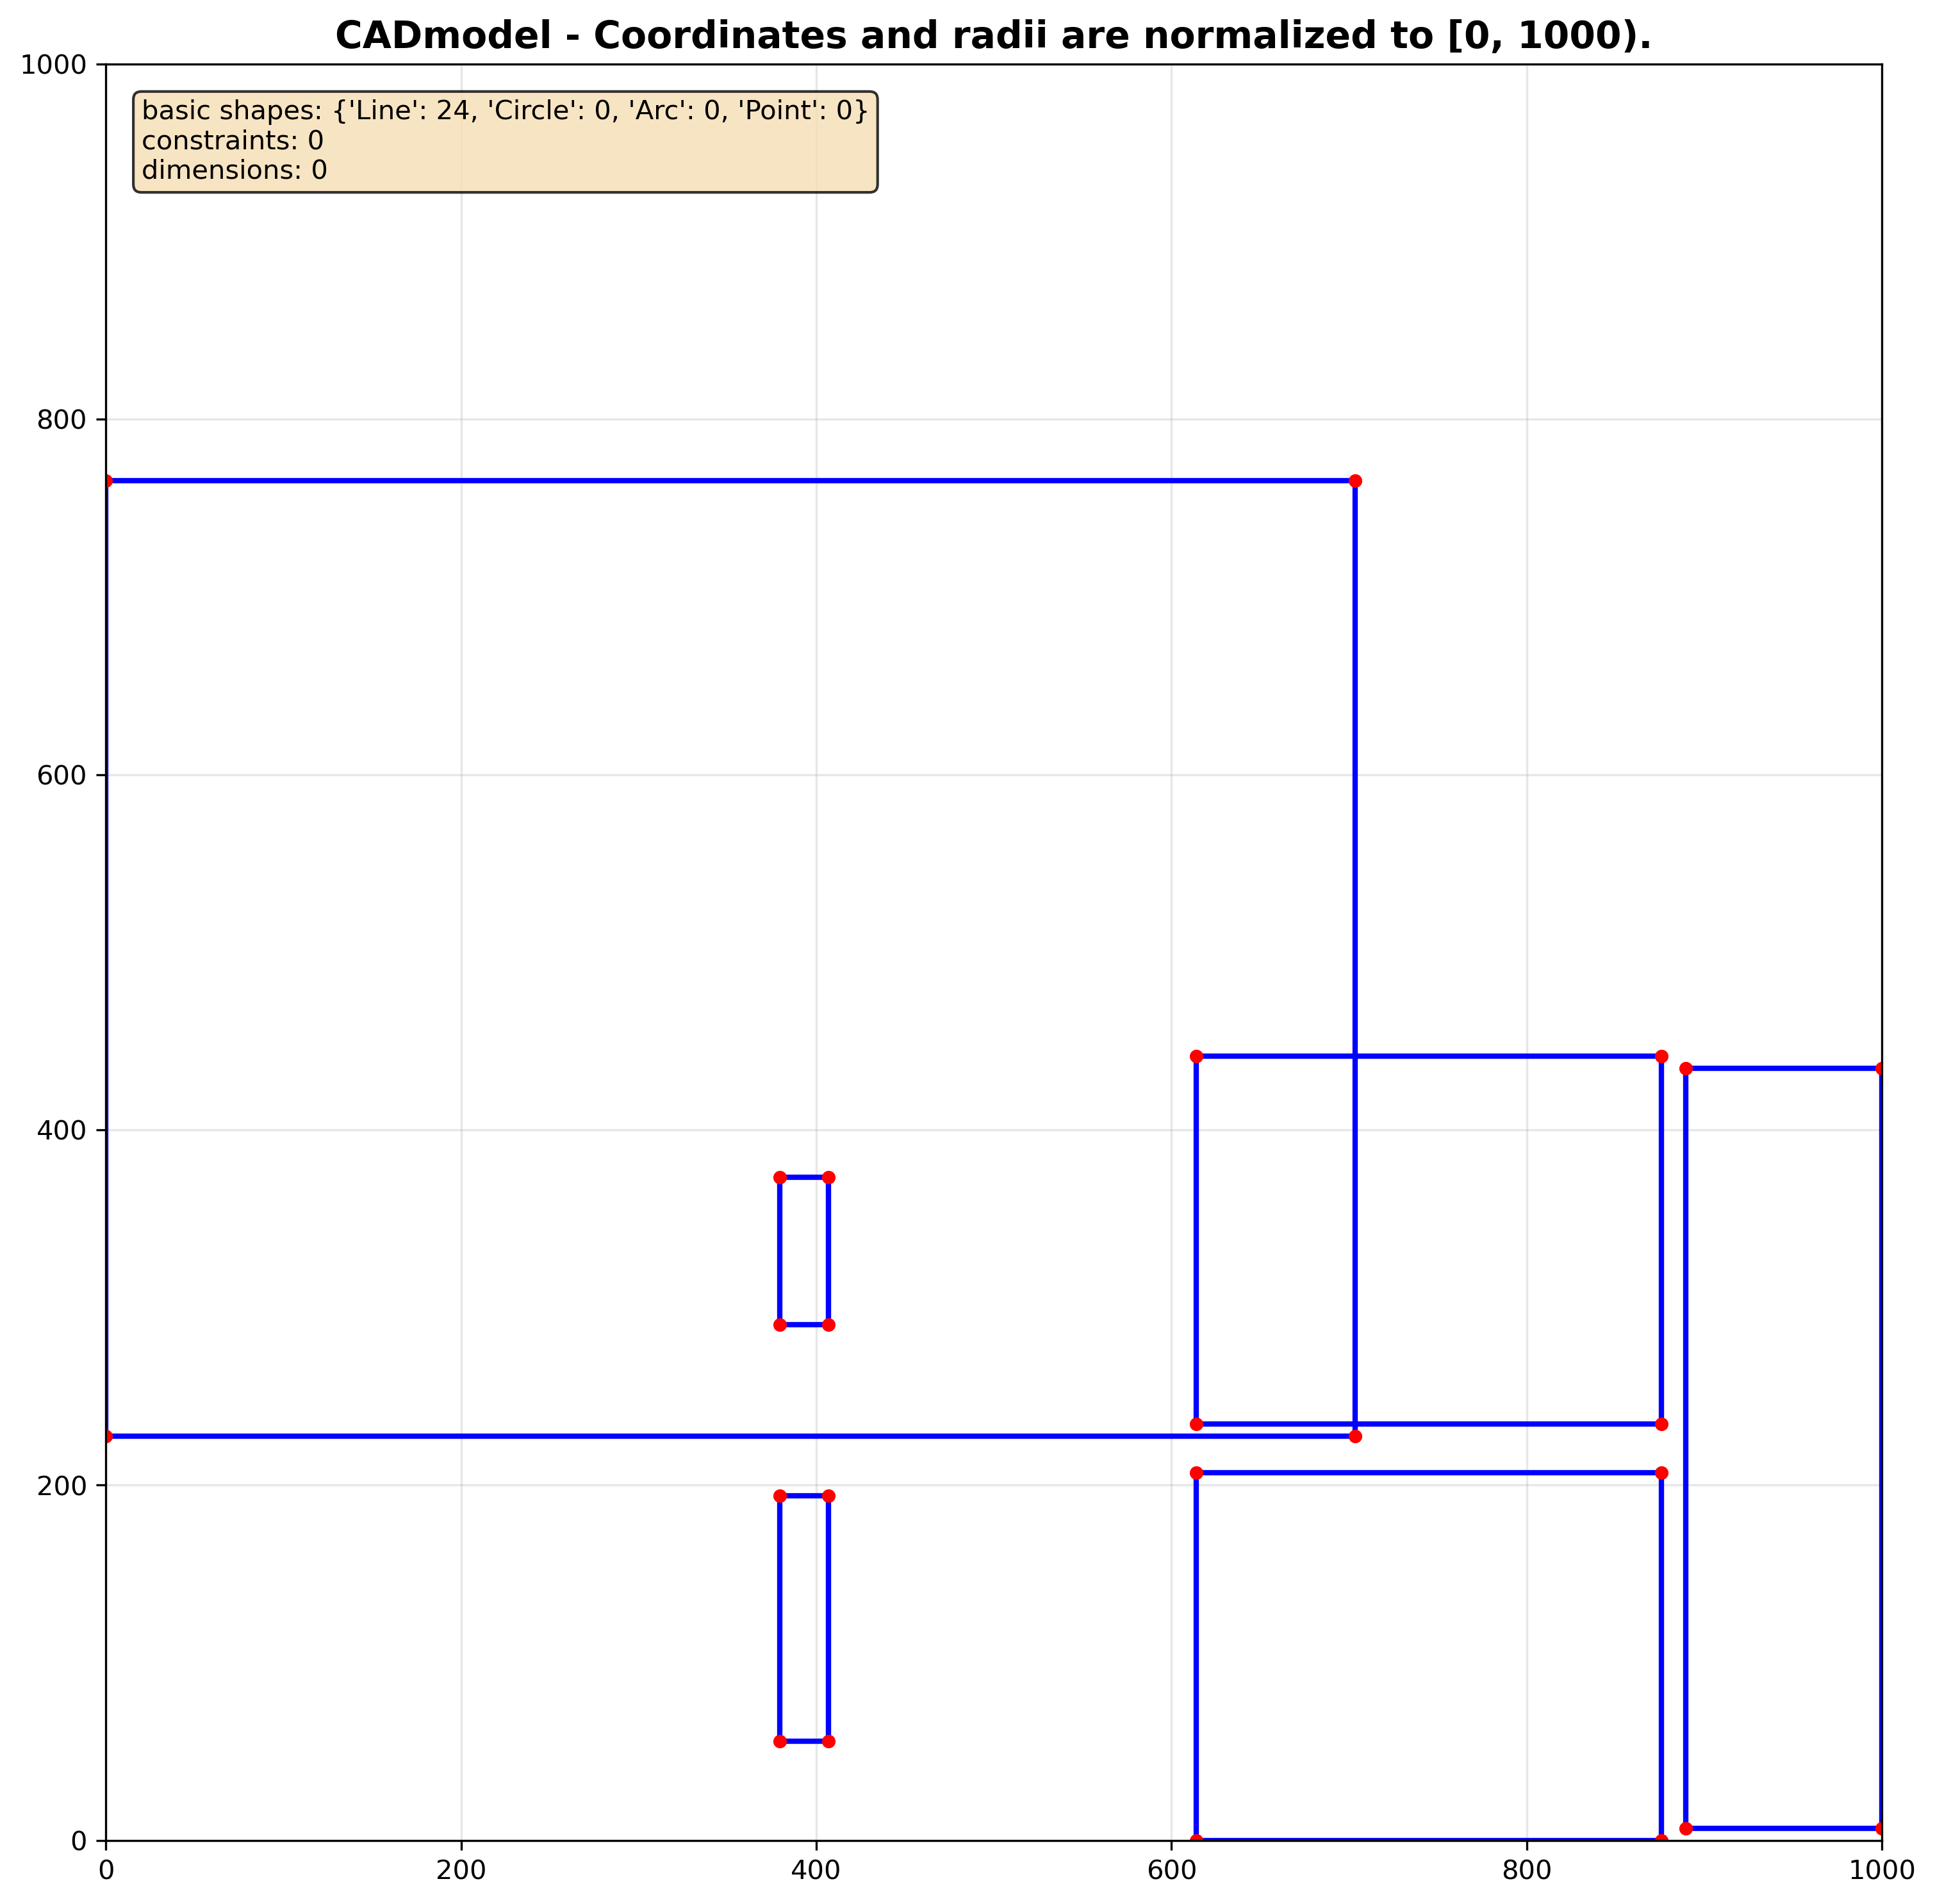 CADmodel - Coordinates and radii are normalized to [0, 1000).
1000
basic shapes: {'Line': 24, 'Circle': 0, 'Arc': 0, 'Point': 0}
constraints: 0
dimensions: 0
800
600
400
200
0
0 200 400 600 800 1000